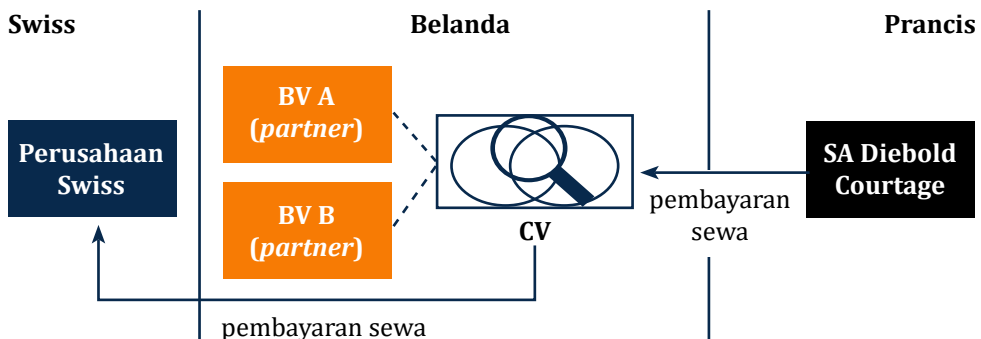 Swiss
Belanda
Prancis
BV A
(partner)
Perusahaan
Swiss
SA Diebold
Courtage
BV B
(partner)
pembayaran
sewa
CV
pembayaran sewa